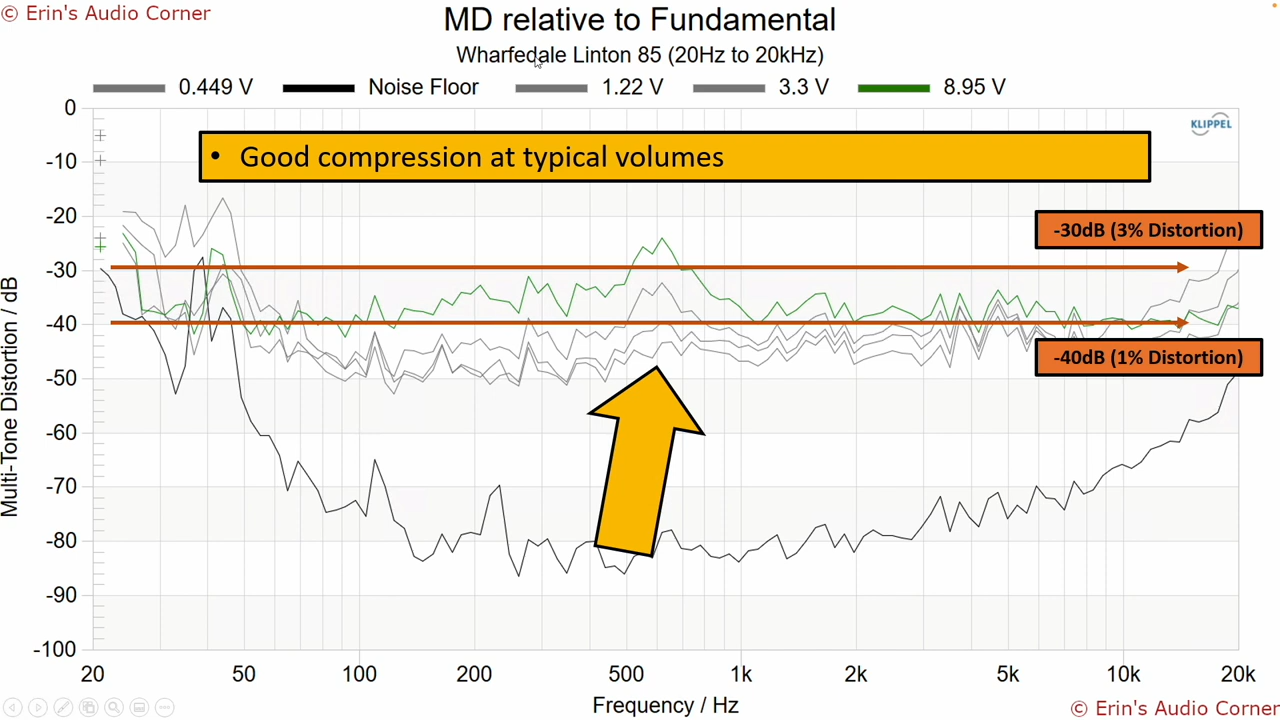 © Erin's Audio Corner
MD relative to Fundamental
Wharfedale Linton 85 (20Hz to 20kHz)
0.449 V Noise Floor 1.22 V 3.3 V 8.95 V
KLIPPEL
• Good compression at typical volumes
-30dB (3% Distortion)
-40dB (1% Distortion)
Multi-Tone Distortion / dB
0
-10
-20
-30
-40
-50
-60
-70
-80
-90
-100
20 50 100 200 500 1k 2k 5k 10k 20k
Frequency / Hz
© Erin's Audio Corner